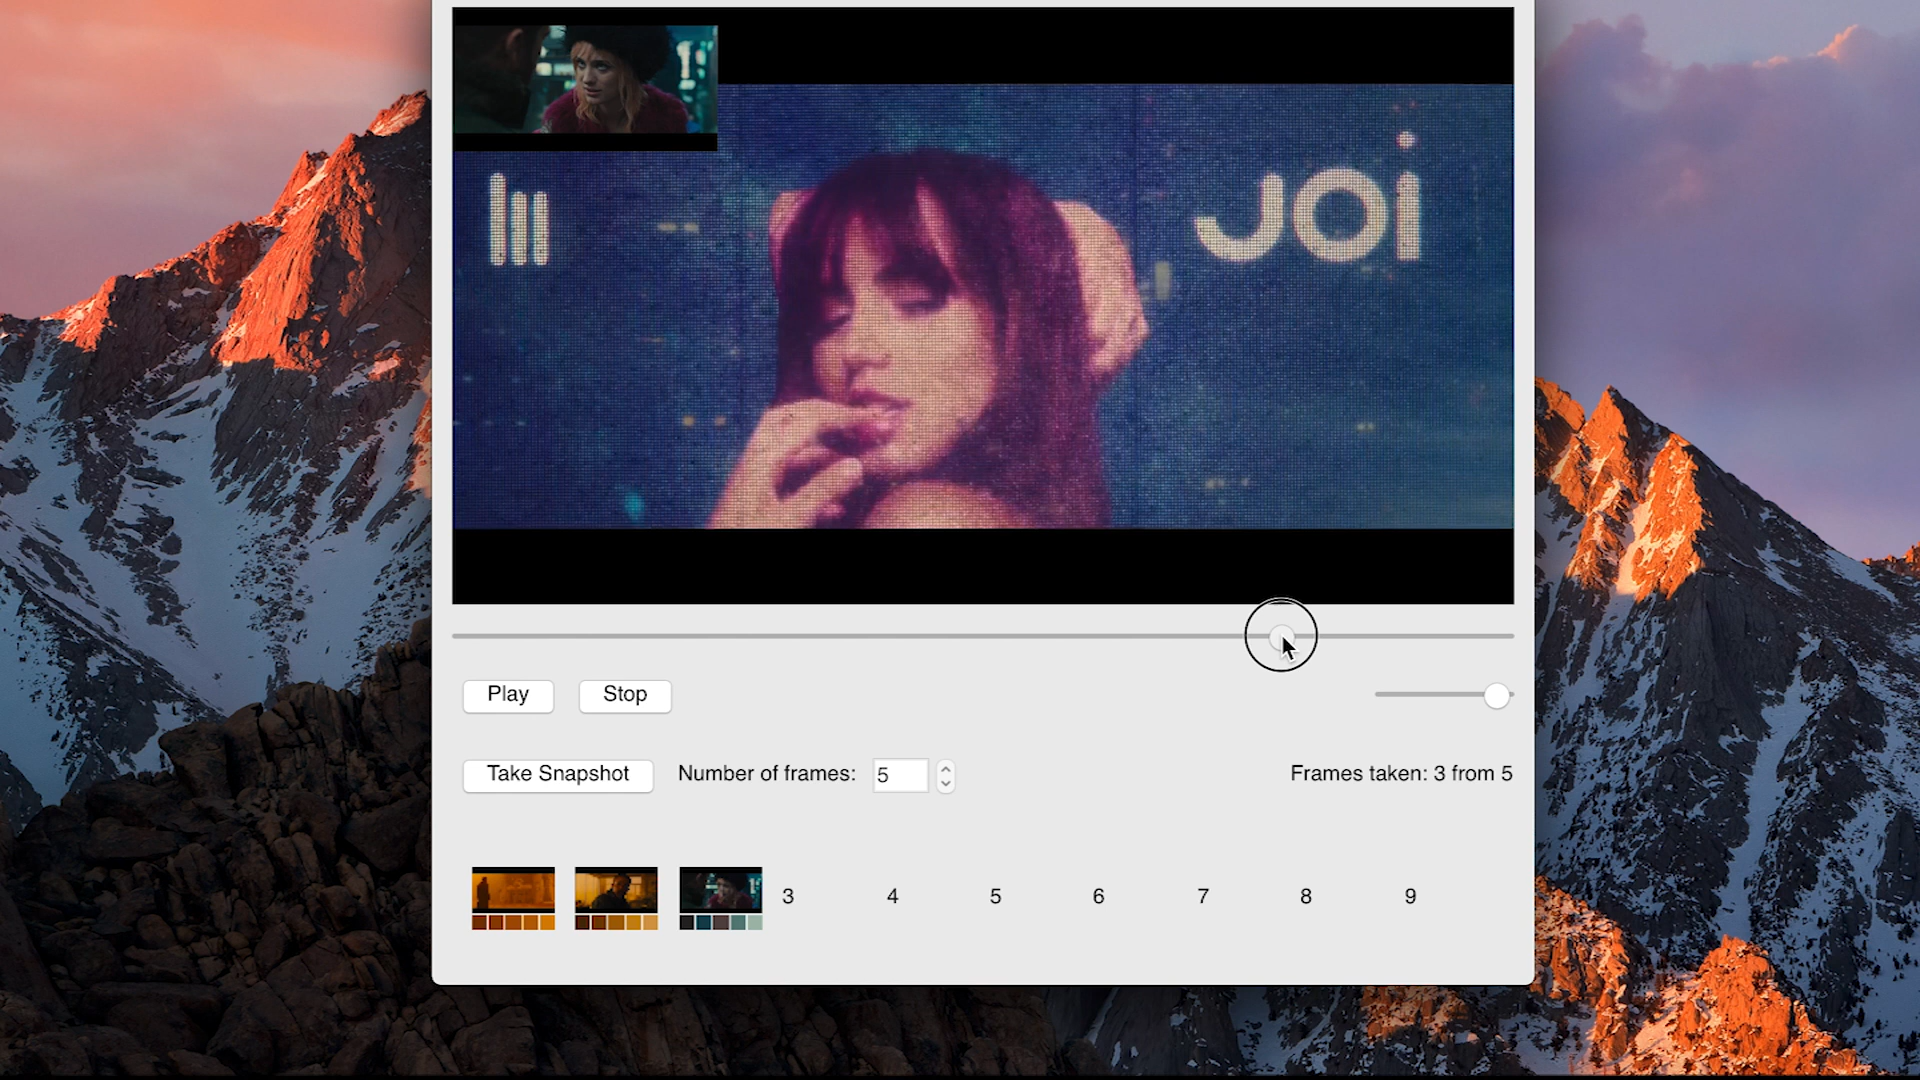 JOi
Play
Stop
Take Snapshot
Number of frames:
5
Frames taken: 3 from 5
3
4
5
6
7
8
9